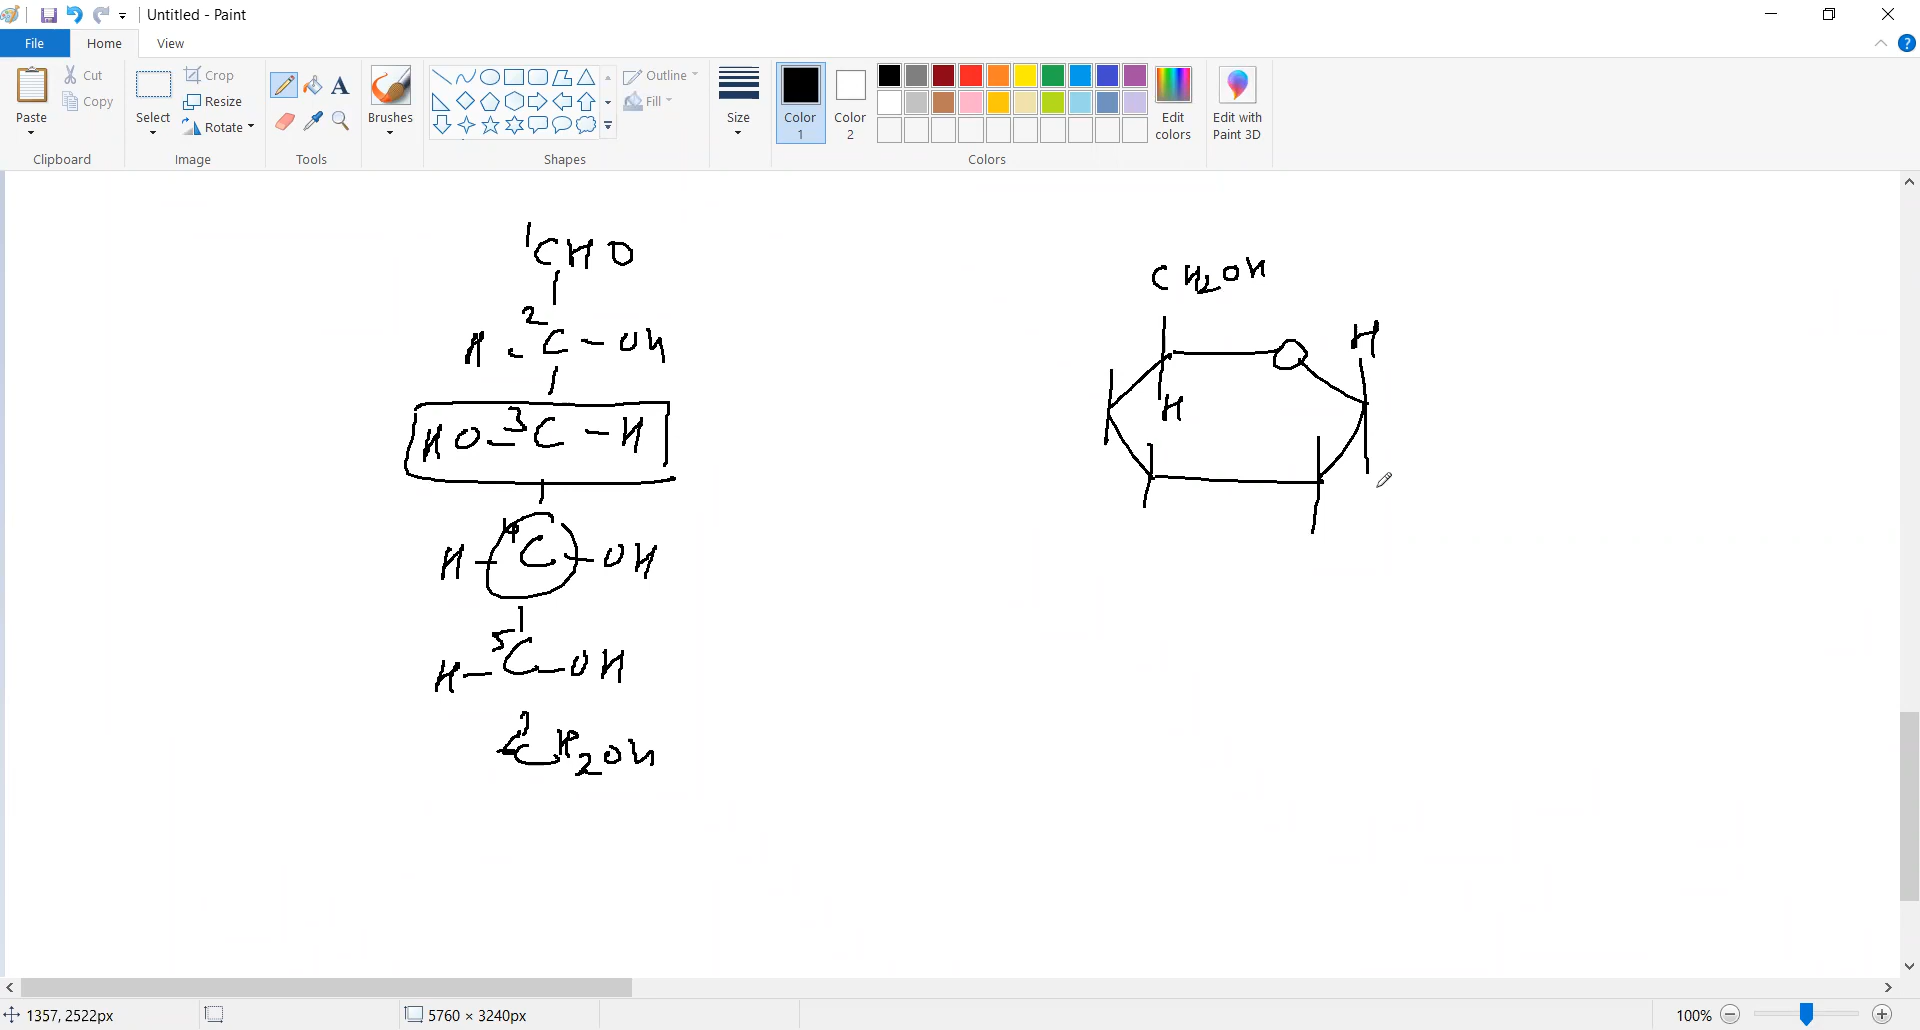 Untitled - Paint
File Home View
Paste Cut Copy Clipboard
Select Crop Resize Rotate Image
Tools
Brushes
Outline Fill Shapes
Size
Color 1 Color 2 Edit colors Colors
Edit with Paint 3D
1CHO
H - 2C - OH
HO - 3C - H
H - 4C - OH
H - 5C - OH
CH2OH
CH2OH
O H
H
1357, 2522px 5760 × 3240px 100%